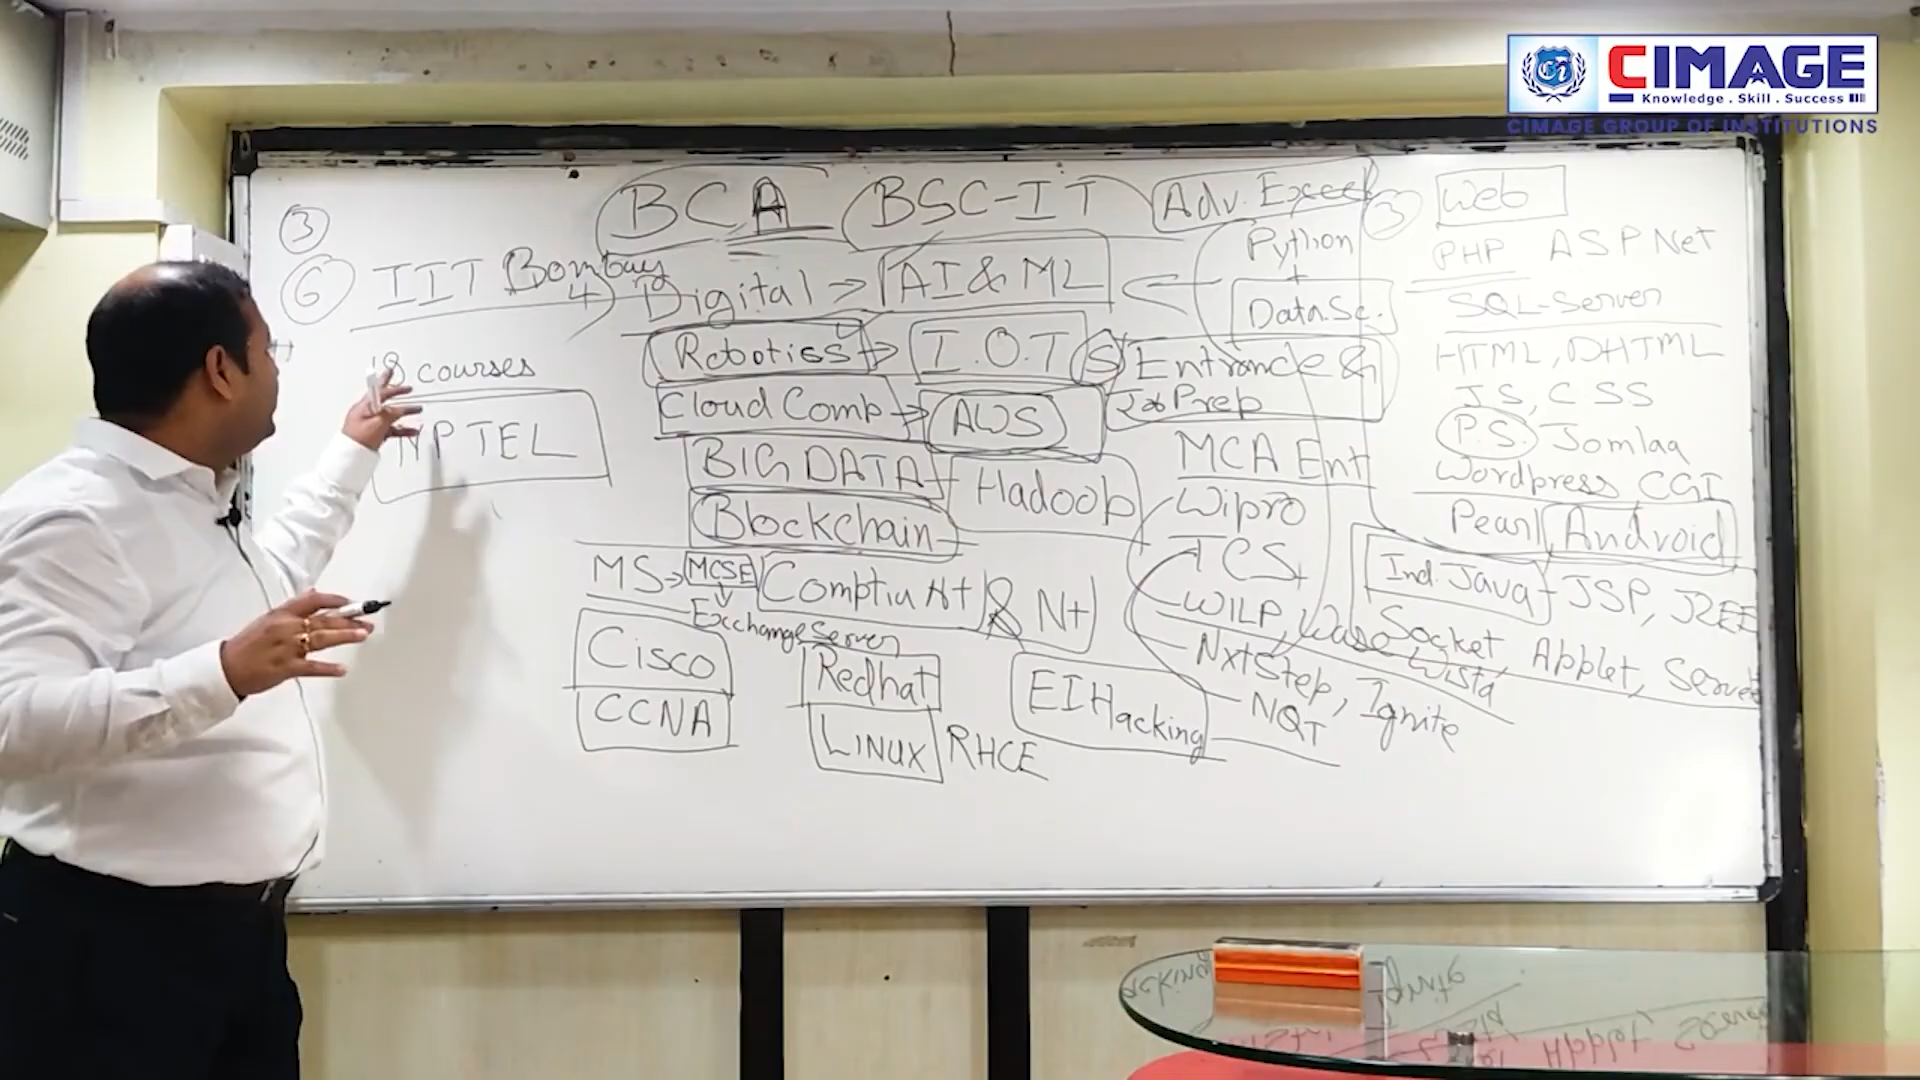 CIMAGE
Knowledge . Skill . Success
CIMAGE GROUP OF INSTITUTIONS
BCA BSC-IT Adv. Excel
3
6 IIT Bombay
18 courses
NPTEL
Digital → AI & ML
Robotiss → I.O.T
Cloud Comp → AWS
BIG DATA Hadoop
Blockchain
MS → MCSE Comptia A+ & N+
Exchange Server
Cisco
CCNA
Redhat
LINUX RHCE
EI Hacking
Python
+
Data.Sc.
5 Entrance &
Job Prep
MCA Ent
Wipro
TCS
WILP, Wase
Wista
NxtStep, Ignite
NQT
Web
PHP ASP Net
SQL-Server
HTML, DHTML
JS, CSS
P.S. Jomlaa
Wordpress, CGI
Pearl, Android
Ind. Java - JSP, J2EE
Socket, Applet, Servlet